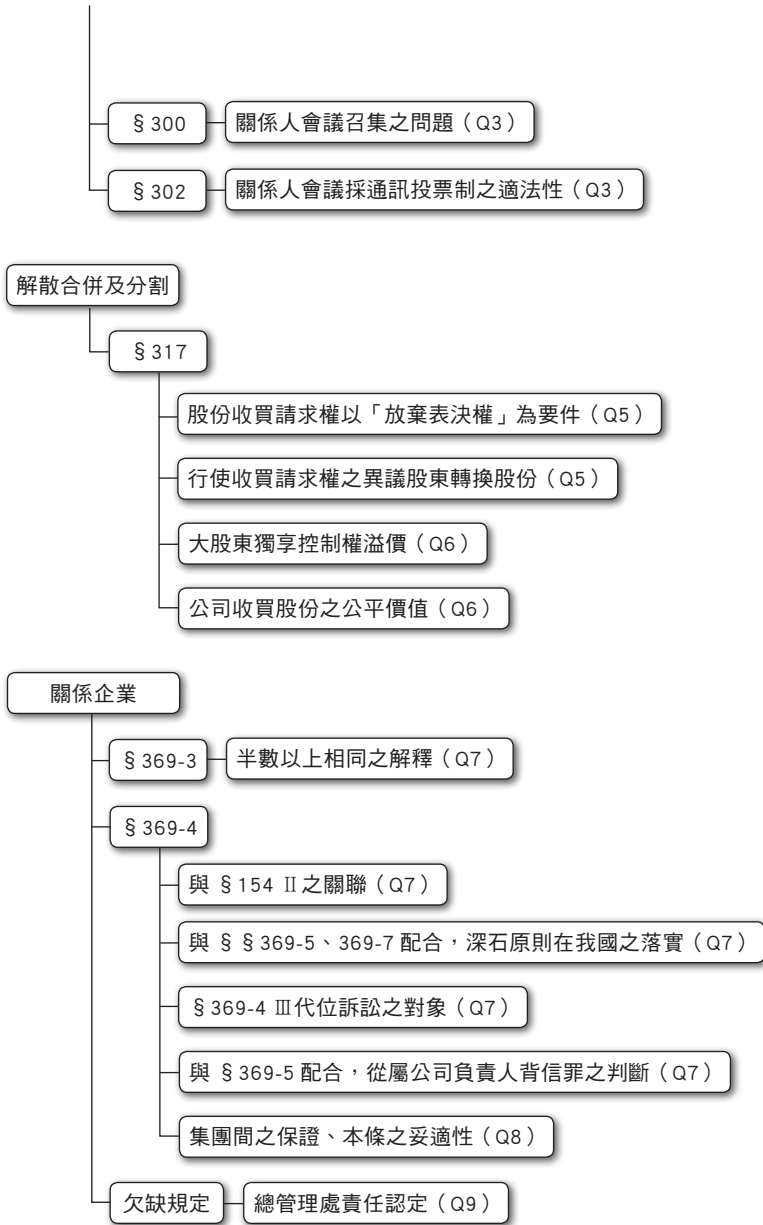 §300 關係人會議召集之問題（Q3）
§302 關係人會議採通訊投票制之適法性（Q3）
解散合併及分割
§317
股份收買請求權以「放棄表決權」為要件（Q5）
行使收買請求權之異議股東轉換股份（Q5）
大股東獨享控制權溢價（Q6）
公司收買股份之公平價值（Q6）
關係企業
§369-3 半數以上相同之解釋（Q7）
§369-4
與 §154 Ⅱ之關聯（Q7）
與 § §369-5、369-7 配合，深石原則在我國之落實（Q7）
§369-4 Ⅲ代位訴訟之對象（Q7）
與 §369-5 配合，從屬公司負責人背信罪之判斷（Q7）
集團間之保證、本條之妥適性（Q8）
欠缺規定 總管理處責任認定（Q9）